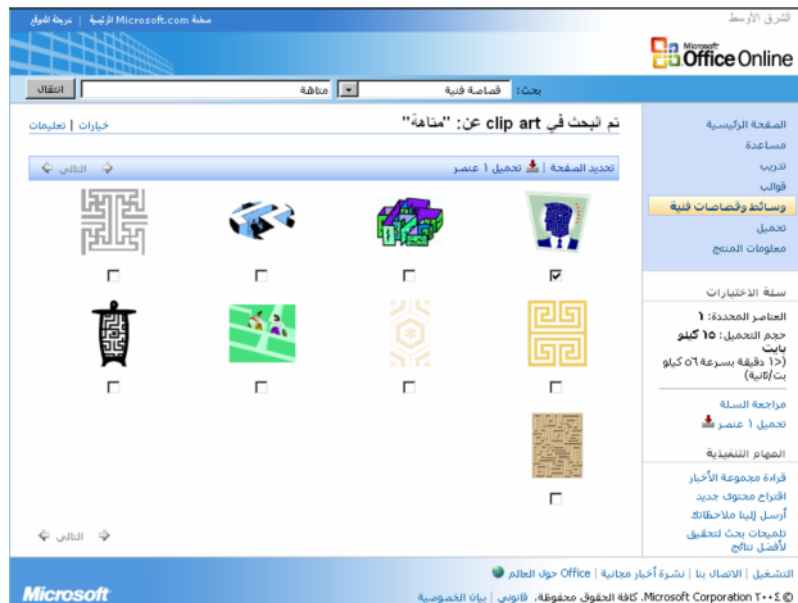 صفحة Microsoft.com الرئيسية | خريطة الموقع
الشرق الأوسط
Microsoft Office Online
بحث: قصاصة فنية متاهة انتقال
الصفحة الرئيسية
مساعدة
تدريب
قوالب
وسائط وقصاصات فنية
تحميل
معلومات المنتج
سلة الاختيارات
العناصر المحددة: ١
حجم التحميل: ١٥ كيلو
بايت
(<١ دقيقة بسرعة ٥٦ كيلو
بت/ثانية)
مراجعة السلة
تحميل ١ عنصر
المهام التنفيذية
قراءة مجموعة الأخبار
اقتراح محتوى جديد
أرسل إلينا ملاحظاتك
تلميحات بحث لتحقيق
لأفضل نتائج
تم البحث في clip art عن: "متاهة"
خيارات | تعليمات
تحديد الصفحة | تحميل ١ عنصر
التالي
التالي
التشغيل | الاتصال بنا | نشرة أخبار مجانية | Office حول العالم
© ٢٠٠٤ Microsoft Corporation. كافة الحقوق محفوظة. قانوني | بيان الخصوصية
Microsoft